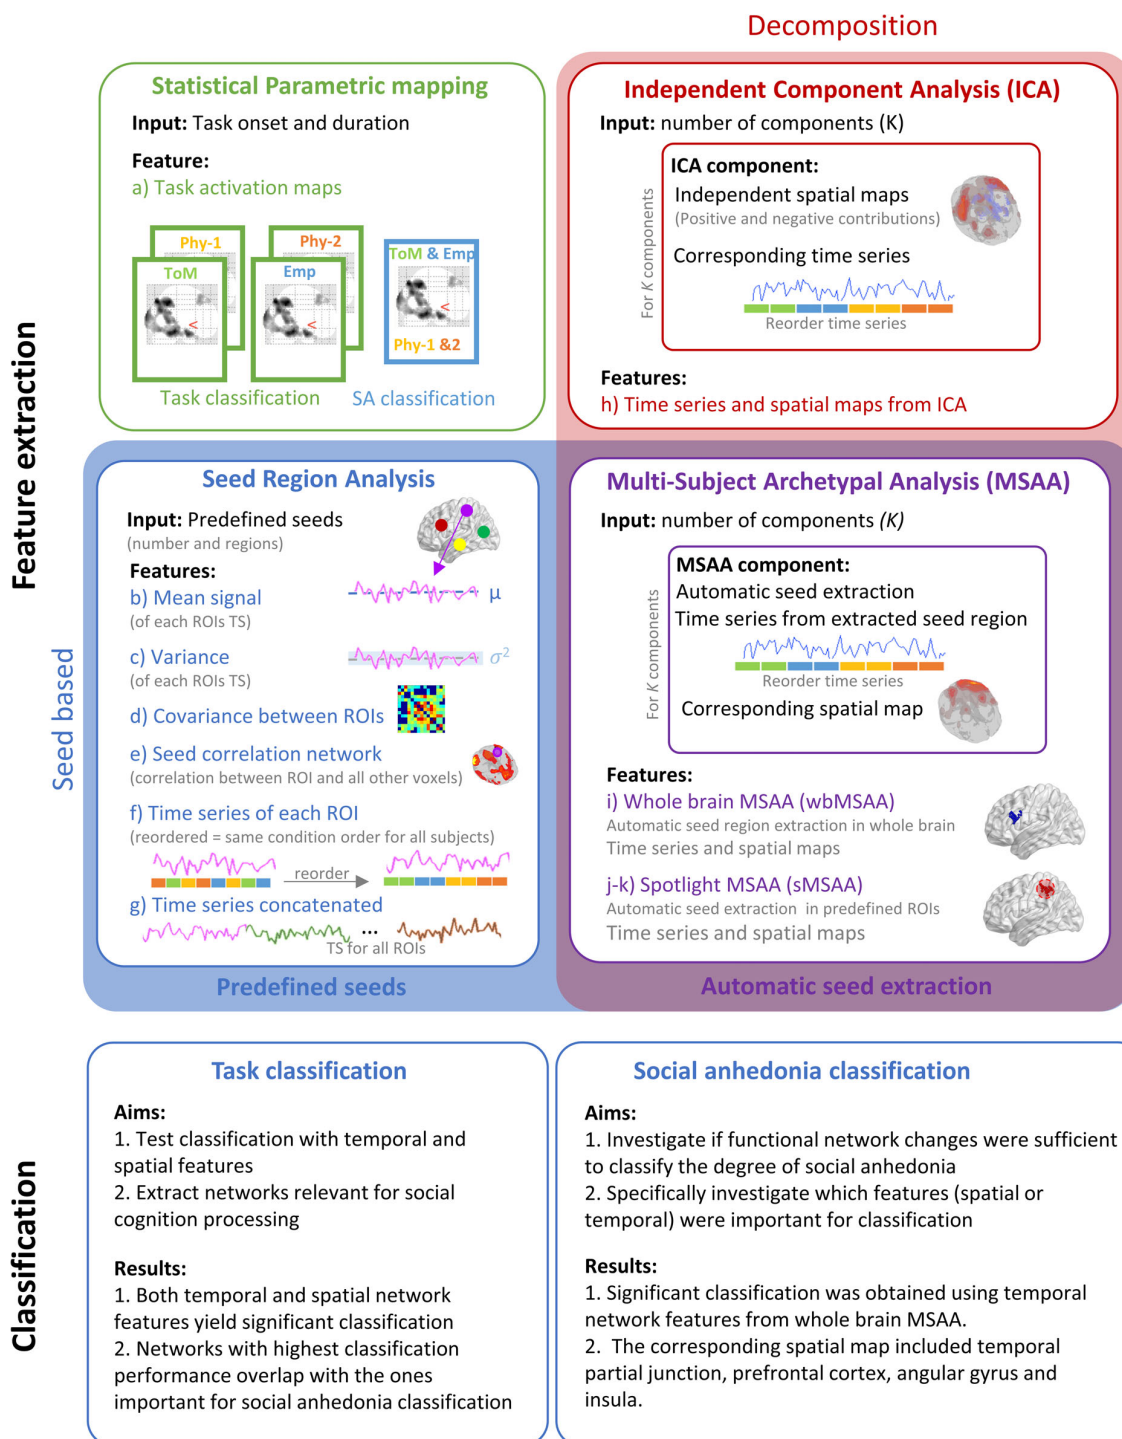 Decomposition
Feature extraction
Statistical Parametric mapping
Input: Task onset and duration
Feature:
a) Task activation maps
Phy-1
Phy-2
ToM
Emp
ToM & Emp
<
<
<
Phy-1 &2
Task classification
SA classification
Independent Component Analysis (ICA)
Input: number of components (K)
For K components
ICA component:
Independent spatial maps
(Positive and negative contributions)
Corresponding time series
Reorder time series
Features:
h) Time series and spatial maps from ICA
Seed based
Seed Region Analysis
Input: Predefined seeds
(number and regions)
Features:
b) Mean signal
μ
(of each ROIs TS)
c) Variance
σ²
(of each ROIs TS)
d) Covariance between ROIs
e) Seed correlation network
(correlation between ROI and all other voxels)
f) Time series of each ROI
(reordered = same condition order for all subjects)
reorder
g) Time series concatenated
...
TS for all ROIs
Predefined seeds
Multi-Subject Archetypal Analysis (MSAA)
Input: number of components (K)
For K components
MSAA component:
Automatic seed extraction
Time series from extracted seed region
Reorder time series
Corresponding spatial map
Features:
i) Whole brain MSAA (wbMSAA)
Automatic seed region extraction in whole brain
Time series and spatial maps
j-k) Spotlight MSAA (sMSAA)
Automatic seed extraction in predefined ROIs
Time series and spatial maps
Automatic seed extraction
Classification
Task classification
Aims:
1. Test classification with temporal and
spatial features
2. Extract networks relevant for social
cognition processing
Results:
1. Both temporal and spatial network
features yield significant classification
2. Networks with highest classification
performance overlap with the ones
important for social anhedonia classification
Social anhedonia classification
Aims:
1. Investigate if functional network changes were sufficient
to classify the degree of social anhedonia
2. Specifically investigate which features (spatial or
temporal) were important for classification
Results:
1. Significant classification was obtained using temporal
network features from whole brain MSAA.
2. The corresponding spatial map included temporal
partial junction, prefrontal cortex, angular gyrus and
insula.